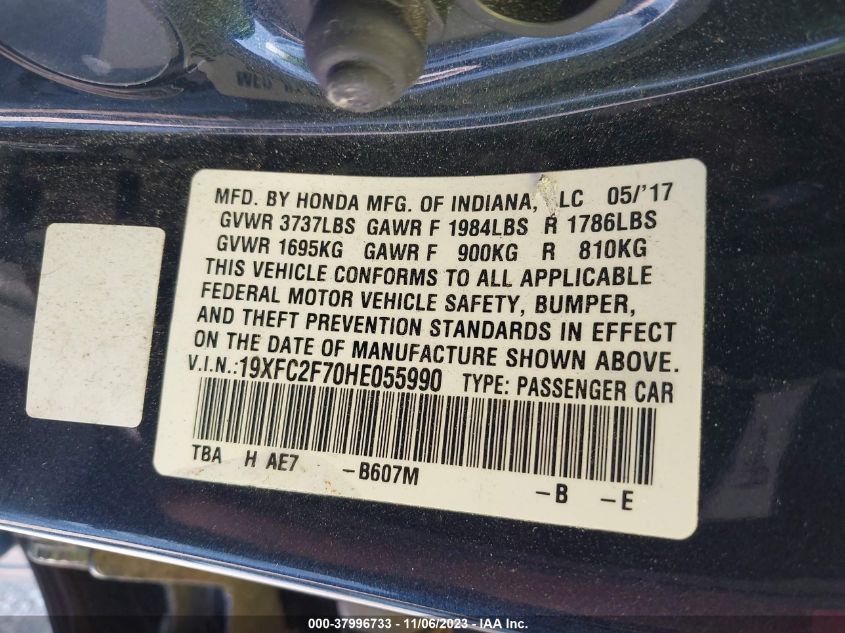 MFD. BY HONDA MFG. OF INDIANA, LC 05/'17
GVWR 3737LBS GAWR F 1984LBS R 1786LBS
GVWR 1695KG GAWR F 900KG R 810KG
THIS VEHICLE CONFORMS TO ALL APPLICABLE
FEDERAL MOTOR VEHICLE SAFETY, BUMPER,
AND THEFT PREVENTION STANDARDS IN EFFECT
ON THE DATE OF MANUFACTURE SHOWN ABOVE.
V.I.N.:19XFC2F70HE055990 TYPE: PASSENGER CAR
TBA H AE7 -B607M
-B -E
000-37996733 - 11/06/2023 - IAA Inc.